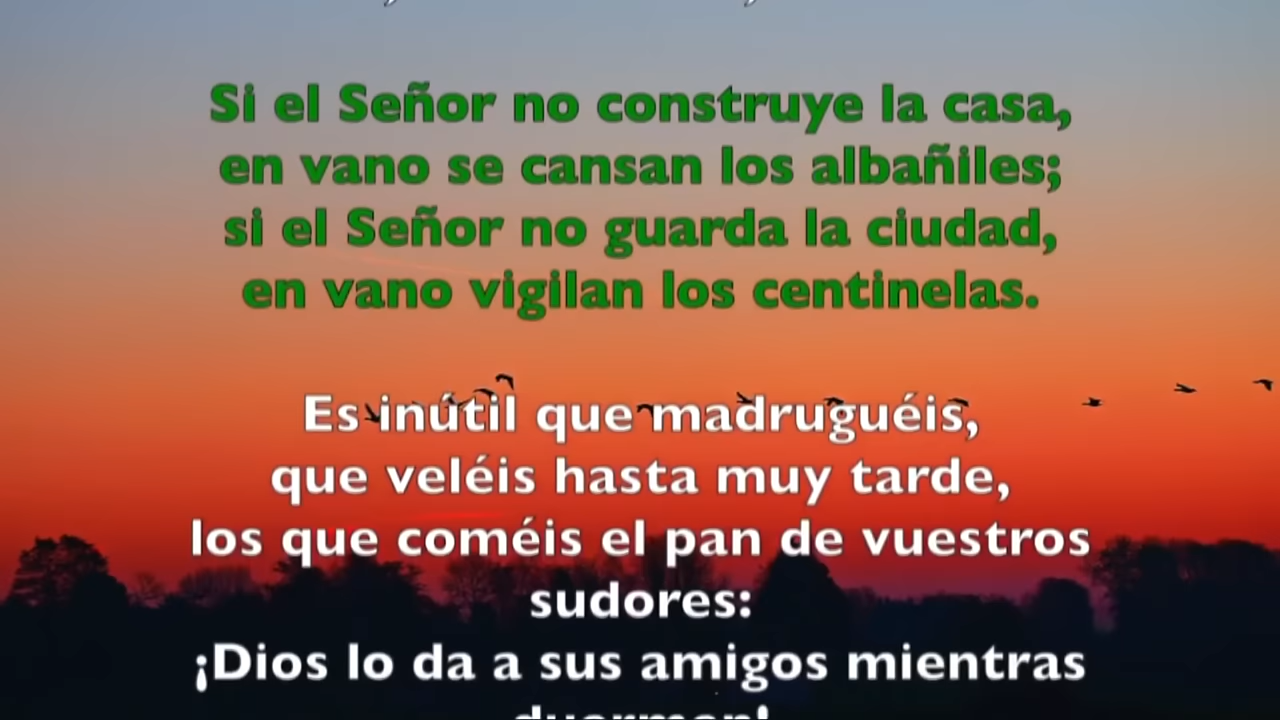 Si el Señor no construye la casa,
en vano se cansan los albañiles;
si el Señor no guarda la ciudad,
en vano vigilan los centinelas.
Es inútil que madruguéis,
que veléis hasta muy tarde,
los que coméis el pan de vuestros
sudores:
¡Dios lo da a sus amigos mientras
duermen!